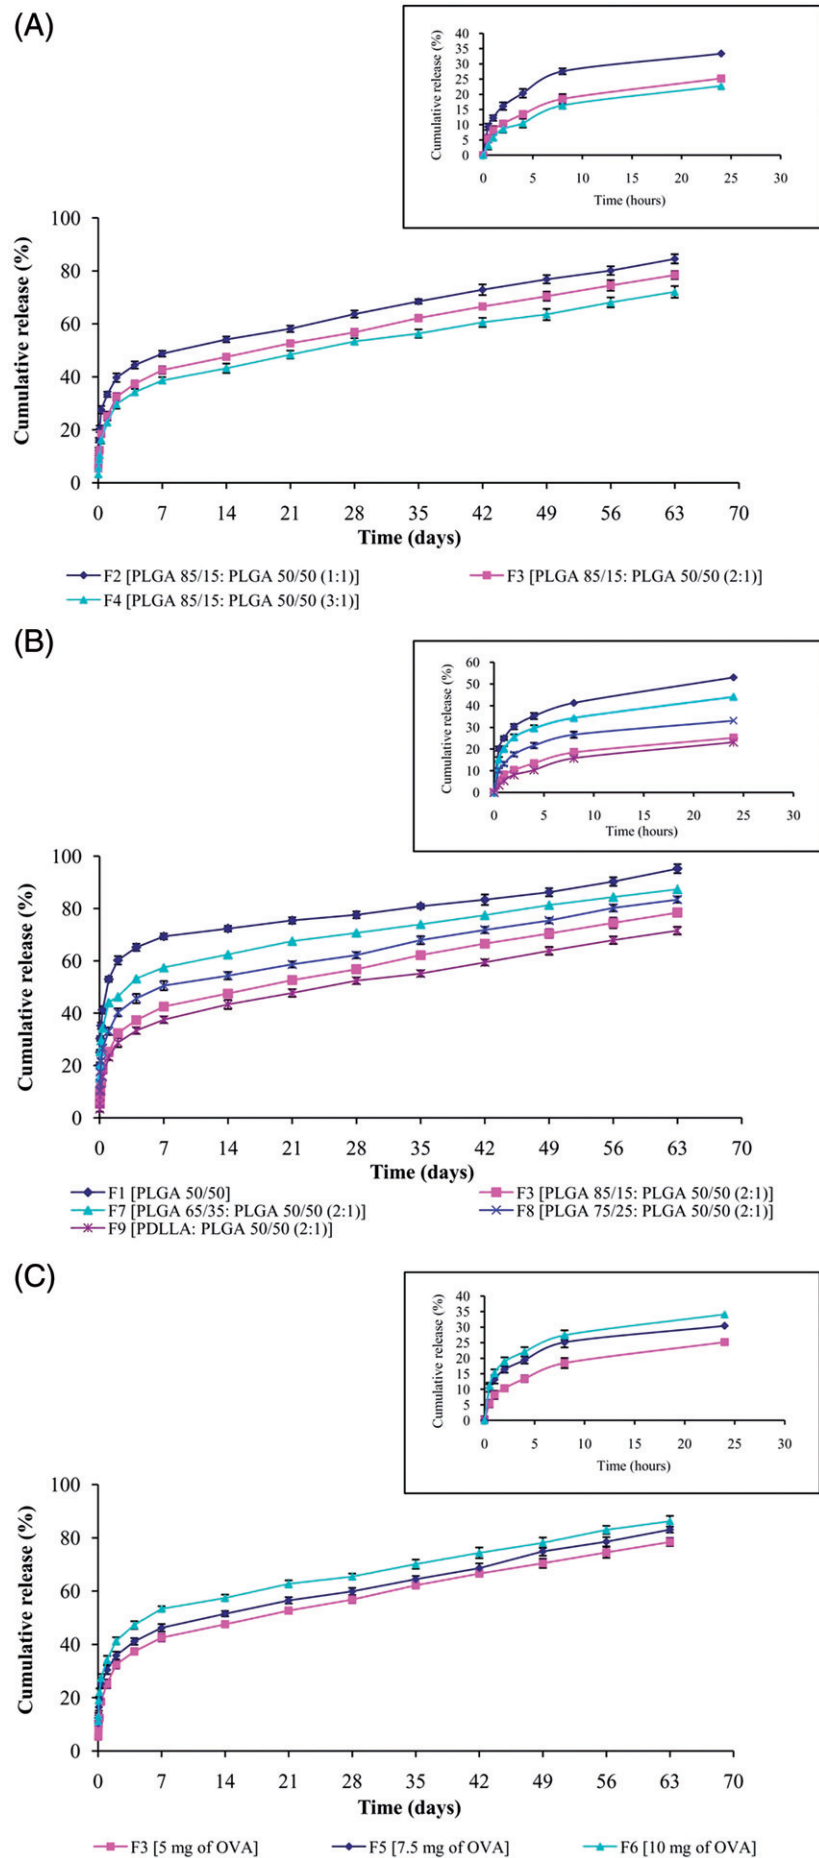 (A)
Cumulative release (%)
40
35
30
25
20
15
10
5
0
0 5 10 15 20 25 30
Time (hours)
Cumulative release (%)
100
80
60
40
20
0
0 7 14 21 28 35 42 49 56 63 70
Time (days)
F2 [PLGA 85/15: PLGA 50/50 (1:1)] F3 [PLGA 85/15: PLGA 50/50 (2:1)]
F4 [PLGA 85/15: PLGA 50/50 (3:1)]
(B)
Cumulative release (%)
60
50
40
30
20
10
0
0 5 10 15 20 25 30
Time (hours)
Cumulative release (%)
100
80
60
40
20
0
0 7 14 21 28 35 42 49 56 63 70
Time (days)
F1 [PLGA 50/50] F3 [PLGA 85/15: PLGA 50/50 (2:1)]
F7 [PLGA 65/35: PLGA 50/50 (2:1)] F8 [PLGA 75/25: PLGA 50/50 (2:1)]
F9 [PDLLA: PLGA 50/50 (2:1)]
(C)
Cumulative release (%)
40
35
30
25
20
15
10
5
0
0 5 10 15 20 25 30
Time (hours)
Cumulative release (%)
100
80
60
40
20
0
0 7 14 21 28 35 42 49 56 63 70
Time (days)
F3 [5 mg of OVA] F5 [7.5 mg of OVA] F6 [10 mg of OVA]